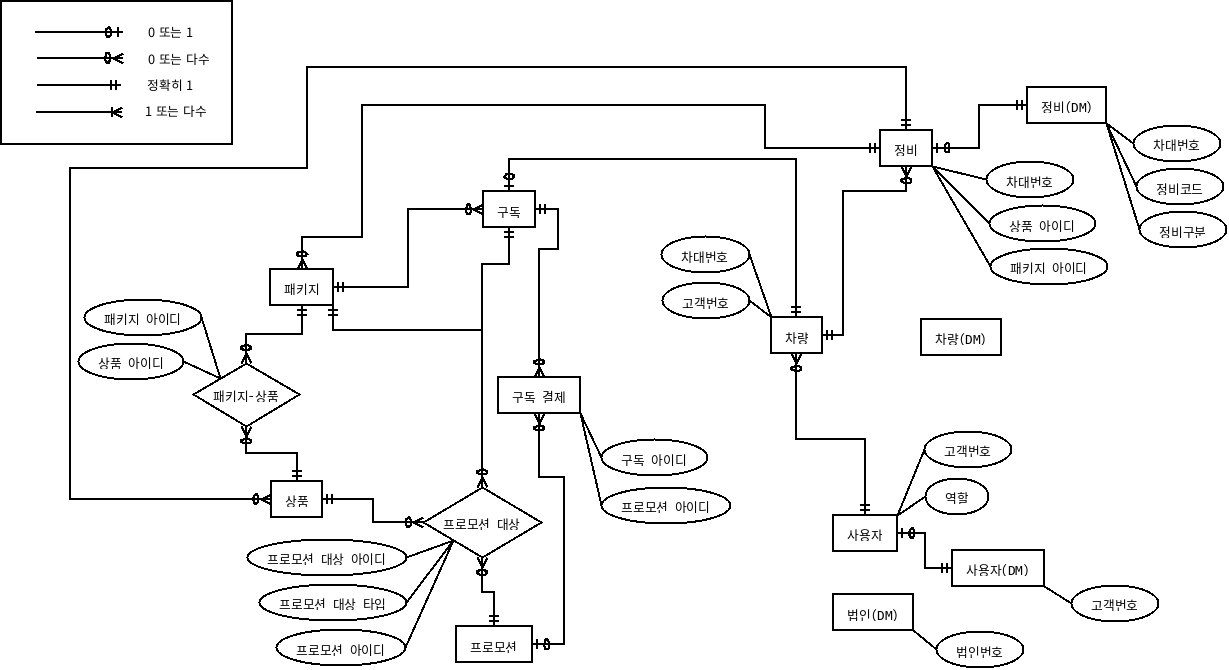 0 또는 1
0 또는 다수
정확히 1
1 또는 다수
정비(DM)
차대번호
정비코드
정비구분
정비
차대번호
상품 아이디
패키지 아이디
구독
차대번호
고객번호
패키지
패키지 아이디
상품 아이디
차량
차량(DM)
패키지-상품
구독 결제
구독 아이디
프로모션 아이디
고객번호
역할
상품
프로모션 대상
사용자
프로모션 대상 아이디
사용자(DM)
프로모션 대상 타입
고객번호
법인(DM)
프로모션 아이디
프로모션
법인번호